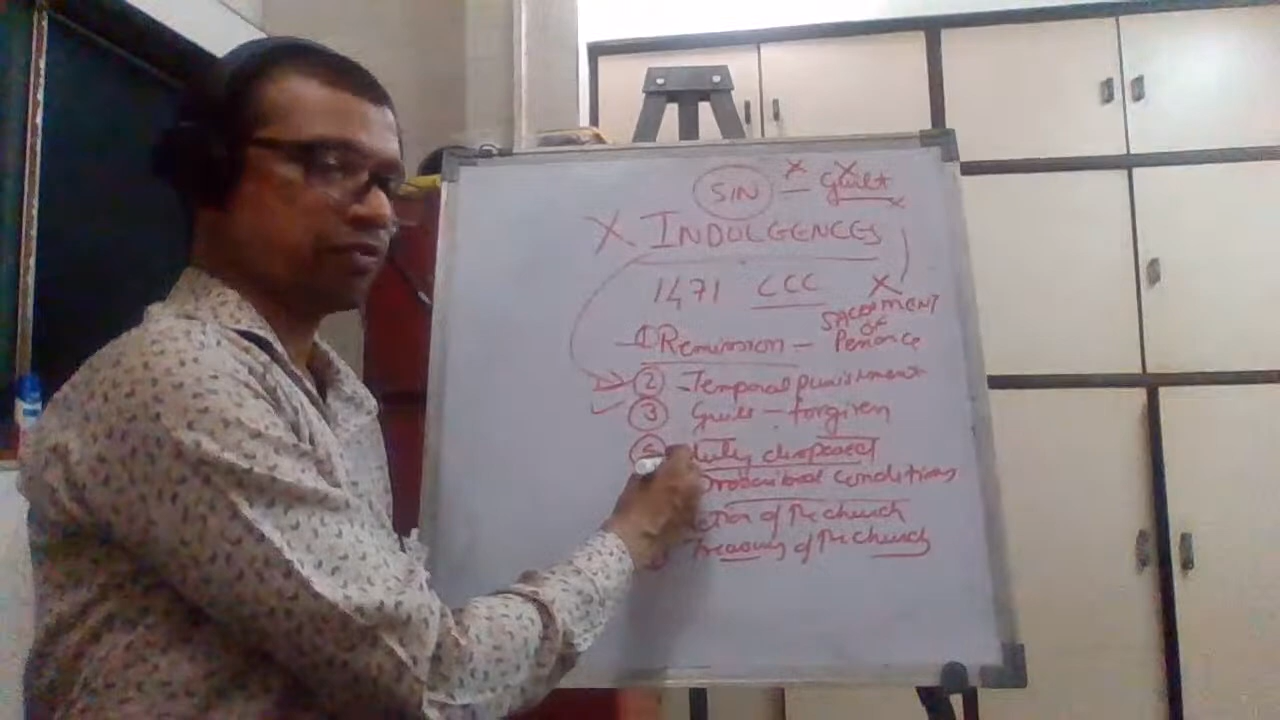 SIN - Guilt
X INDULGENCES
1471 CCC X
SACRAMENT
OF
1 Remission - Penance
2 - Temporal punishment
3 Guilt - forgiven
duly disposed
conditions
of the church
Treasury of the church